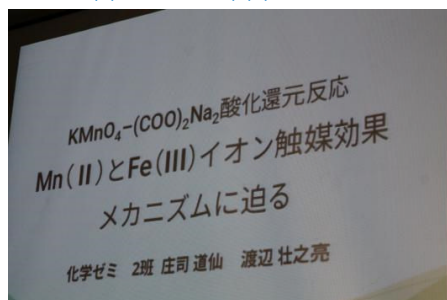 KMnO₄−(COO)₂Na₂酸化還元反応
Mn(Ⅱ)とFe(Ⅲ)イオン触媒効果
メカニズムに迫る
化学ゼミ 2班 庄司 道仙 渡辺 壮之亮